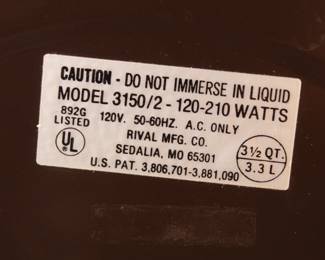 CAUTION - DO NOT IMMERSE IN LIQUID
MODEL 3150/2 - 120-210 WATTS
892G 120V. 50-60HZ. A.C. ONLY
LISTED
UL
RIVAL MFG. CO.
SEDALIA, MO 65301
U.S. PAT. 3,806,701-3,881,090
3½ QT.
3.3 L